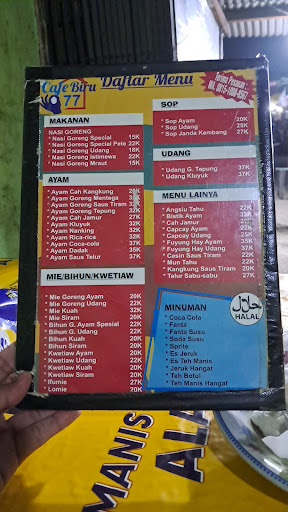 Cafe Biru
77
Daftar Menu
Terima Pesanan
MAKANAN
NASI GORENG
* Nasi Goreng Special 15K
* Nasi Goreng Special Pete 22K
* Nasi Goreng Udang 18K
* Nasi Goreng Istimews 22K
* Nasi Goreng Mraut 15K
AYAM
* Ayam Cah Kangkung
* Ayam Goreng Mentega
* Ayam Goreng Saus Tiram
* Ayam Goreng Tepung 32K
* Ayam Cah Jamur 27K
* Ayam Kluyuk 32K
* Ayam Nanking 32K
* Ayam Rica-rica 32K
* Ayam Coca-cola 37K
* Ayam Dadak 35K
* Ayam Saus Telur 37K
MIE/BIHUN/KWETIAW
* Mie Goreng Ayam 20K
* Mie Goreng Udang 22K
* Mie Kuah 20K
* Mie Siram 20K
* Bihun G. Ayam Spesial 22K
* Bihun G. Udang 22K
* Bihun Kuah 20K
* Bihun Siram 20K
* Kwetiaw Ayam 20K
* Kwetiaw Udang 22K
* Kwetiaw Kuah 20K
* Kwetiaw Siram 20K
* Ifumie 27K
* Lomie 20K
SOP
* Sop Ayam 20K
* Sop Udang 25K
* Sop Janda Kembang 27K
UDANG
* Udang G. Tepung 37K
* Udang Kluyuk 37K
MENU LAINYA
* Angsiu Tahu 22K
* Bistik Ayam 32K
* Cah Jamur 22K
* Capcay Ayam 20K
* Capcay Udang 25K
* Fuyung Hay Ayam 35K
* Fuyung Hay Udang 37K
* Cesin Saus Tiram 22K
* Mun Tahu 22K
* Kangkung Saus Tiram 20K
* Telur Sabu-sabu 27K
MINUMAN
* Coca Cola
* Fanta
* Fanta Susu
* Soda Susu
* Sprite
* Es Jeruk
* Es Teh Manis
* Jeruk Hangat
* Teh Botol
* Teh Manis Hangat
حلال
HALAL
MANIS
ALA